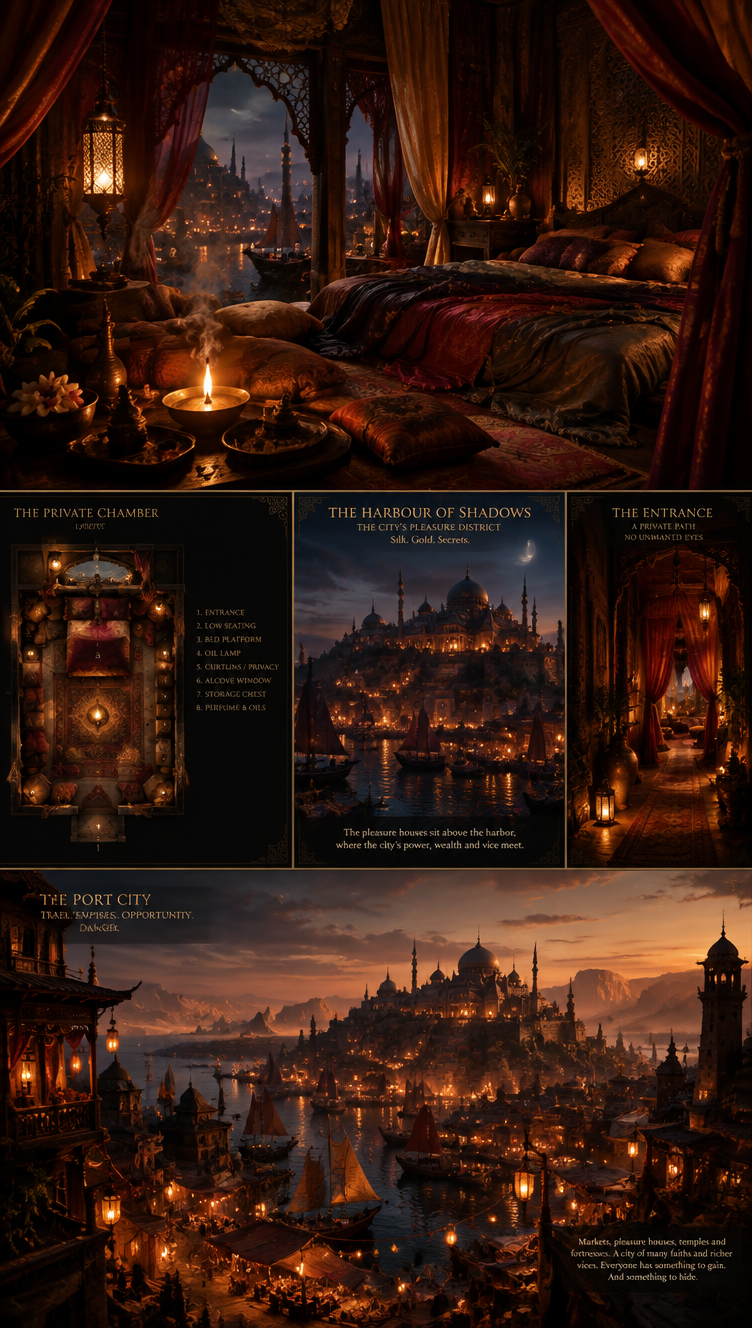 THE PRIVATE CHAMBER
1. ENTRANCE
2. LOW SEATING
3. BED PLATFORM
4. OIL LAMP
5. CURTLINS / PRIVACY
6. ALCOVE WINOOW
7. STORAGE CHEST
8. PERFUME & OILS
THE HARBOUR OF SHADOWS
THE CITY'S PLEASURE DISTRICT
Silk. Gold. Secrets.
The pleasure houses sit above the harbor,
where the city's power, wealth and vice meet.
THE ENTRANCE
A PRIVATE PATH
NO UNWANTED EYES
THE PORT CITY
OPPORTUNITY.
Markets, pleasure houses, temples and
fortresses. A city of many faiths and richer
vices. Everyone has something to gain.
And something to hide.